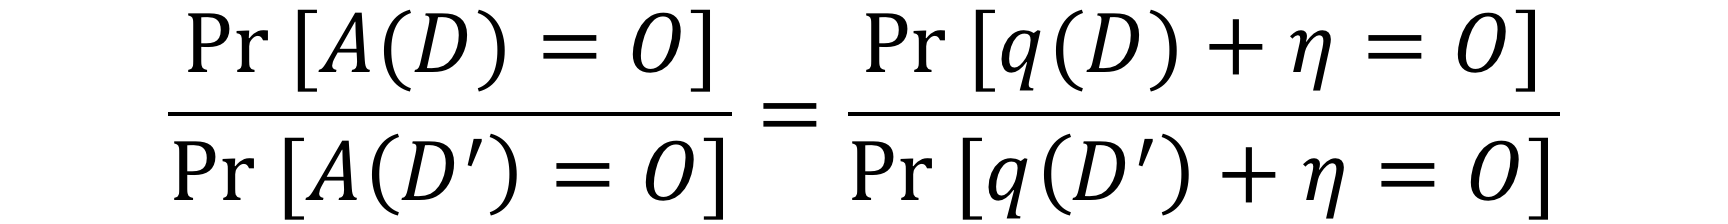 Pr [A(D) = O] / Pr [A(D′) = O] = Pr [q(D) + η = O] / Pr [q(D′) + η = O]